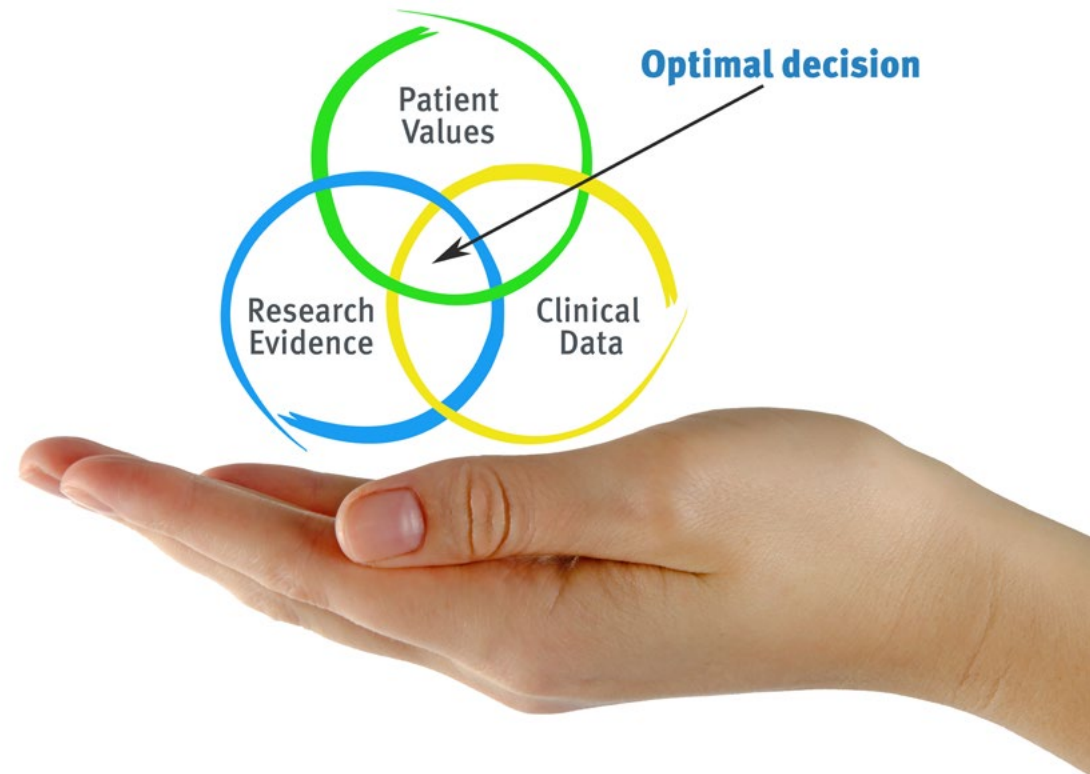 Optimal decision
Patient
Values
Research
Evidence
Clinical
Data